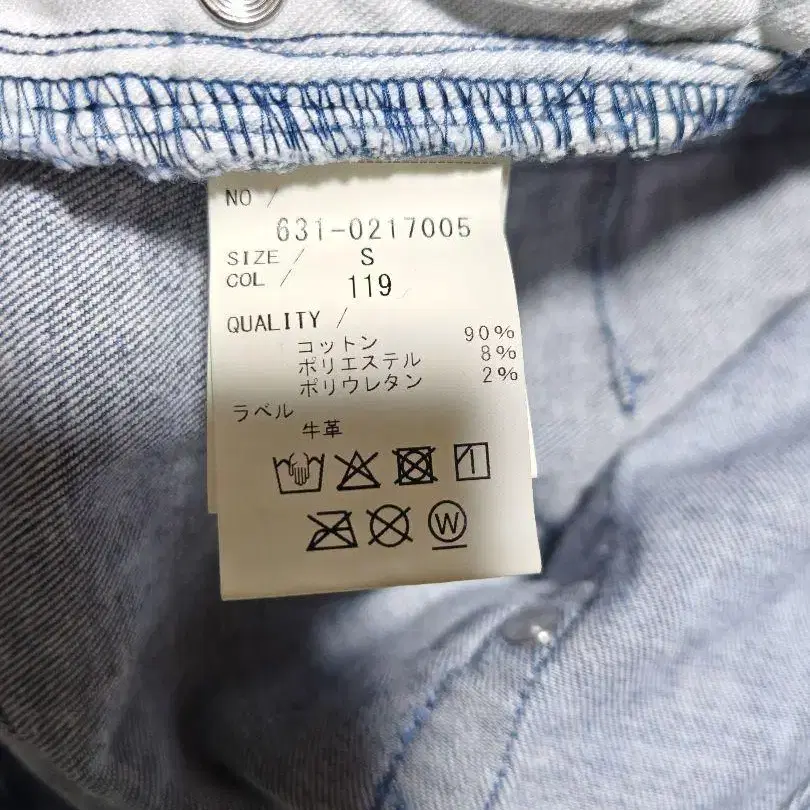 NO /
631-0217005
SIZE / S
COL / 119
QUALITY /
コットン 90%
ポリエステル 8%
ポリウレタン 2%
ラベル
牛革
W